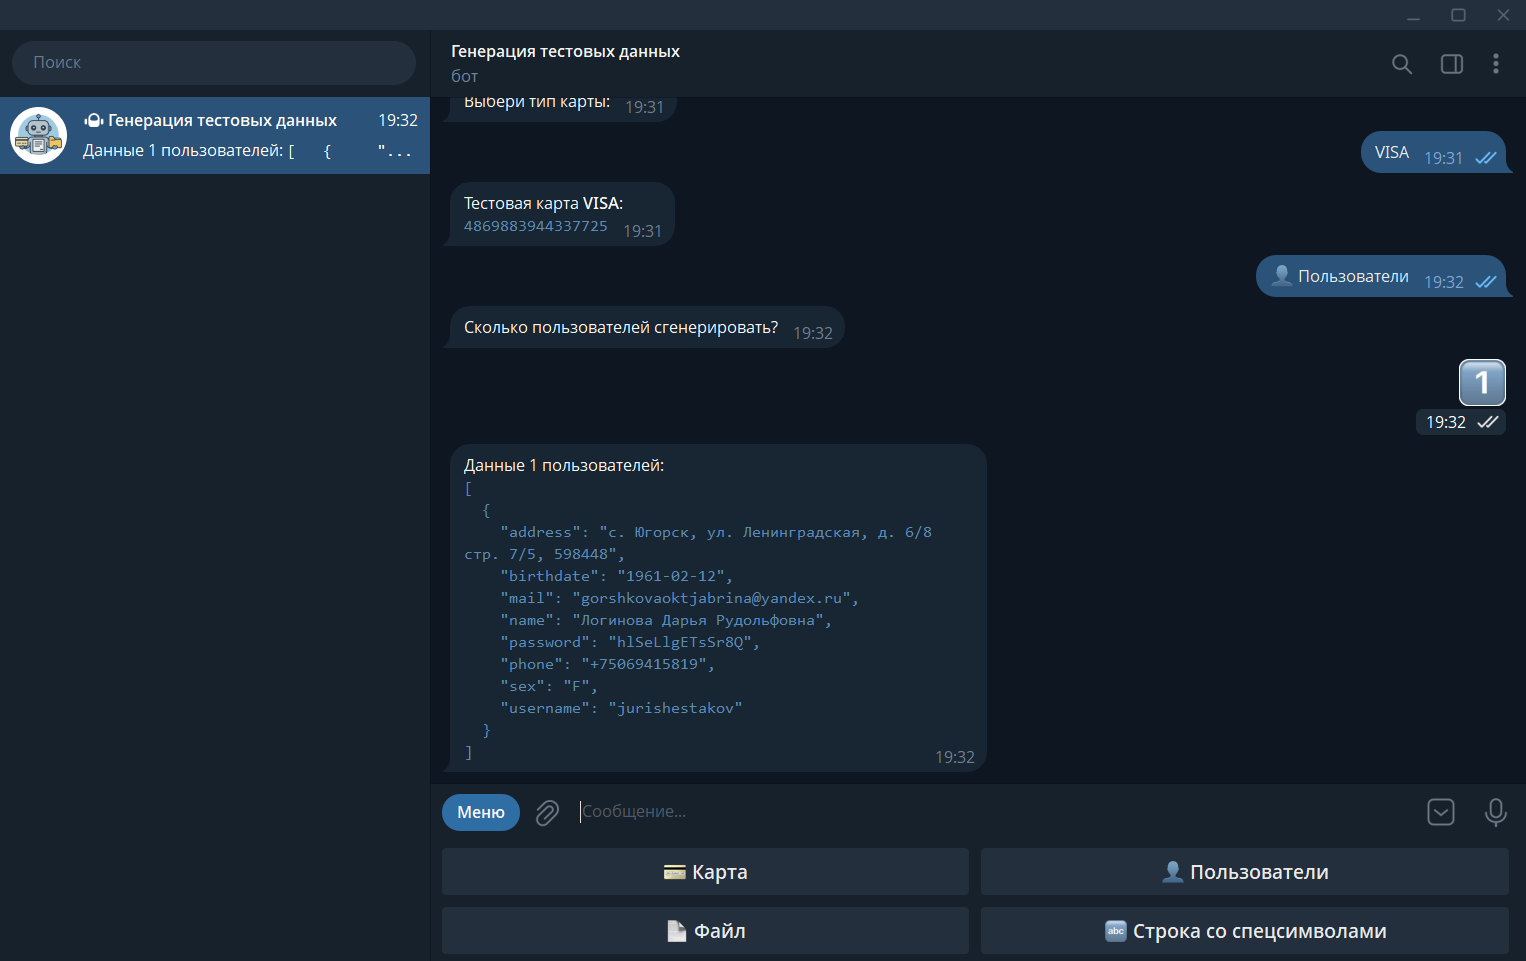 Поиск
Генерация тестовых данных 19:32
Данные 1 пользователей: [ { "...
Генерация тестовых данных
бот
Выбери тип карты: 19:31
VISA 19:31
Тестовая карта VISA:
4869883944337725 19:31
Пользователи 19:32
Сколько пользователей сгенерировать? 19:32
1
19:32
Данные 1 пользователей:
[
{
"address": "с. Югорск, ул. Ленинградская, д. 6/8
стр. 7/5, 598448",
"birthdate": "1961-02-12",
"mail": "gorshkovaoktjabrina@yandex.ru",
"name": "Логинова Дарья Рудольфовна",
"password": "hlSeLlgETsSr8Q",
"phone": "+75069415819",
"sex": "F",
"username": "jurishestakov"
}
] 19:32
Меню Сообщение...
Карта Пользователи
Файл abc Строка со спецсимволами